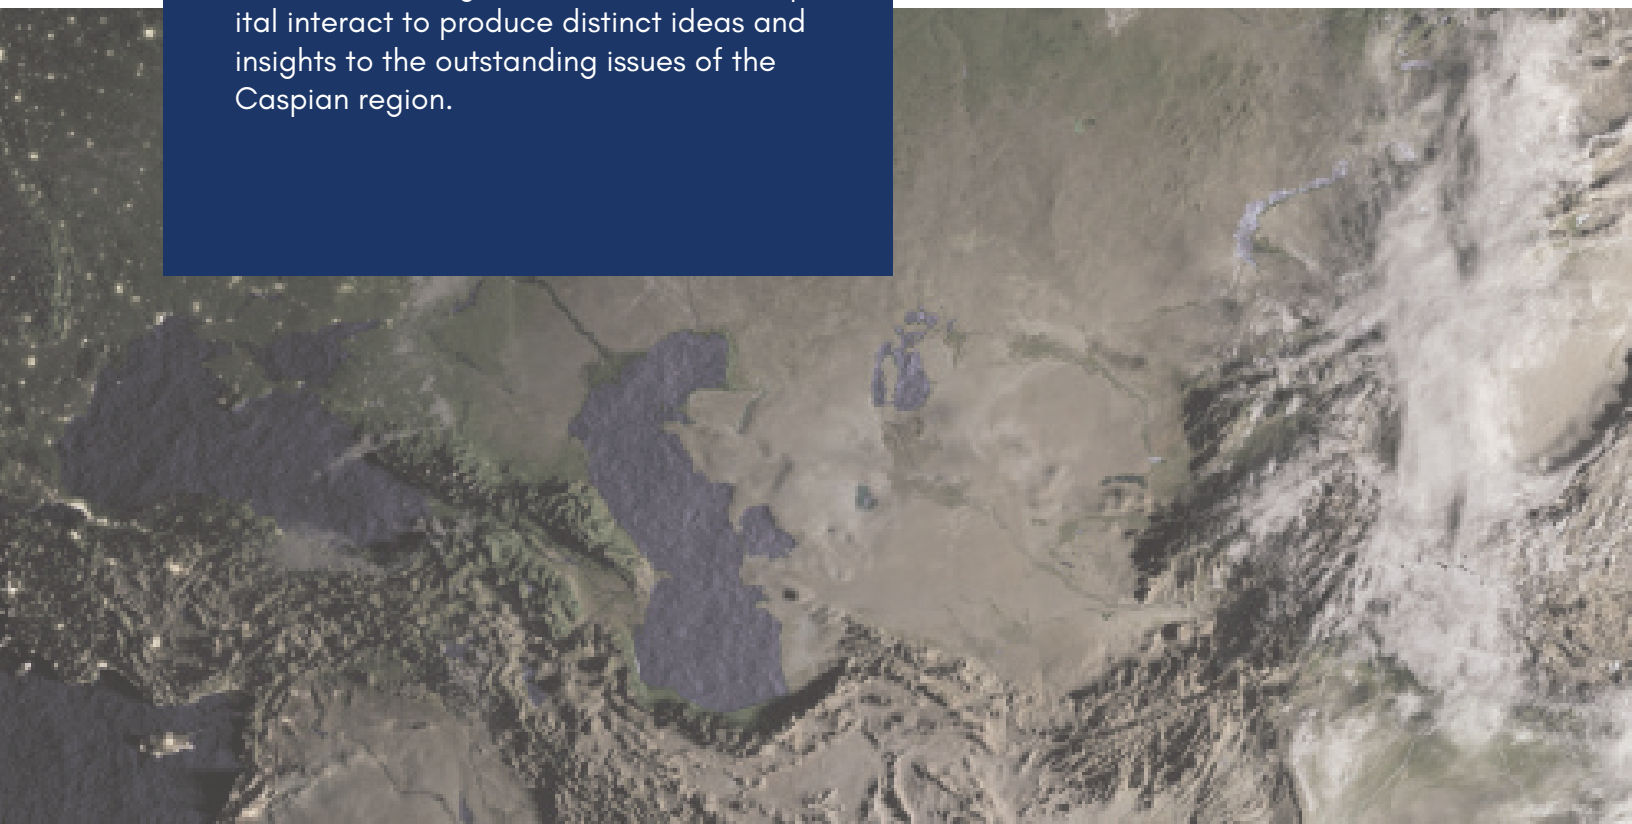 ital interact to produce distinct ideas and
insights to the outstanding issues of the
Caspian region.